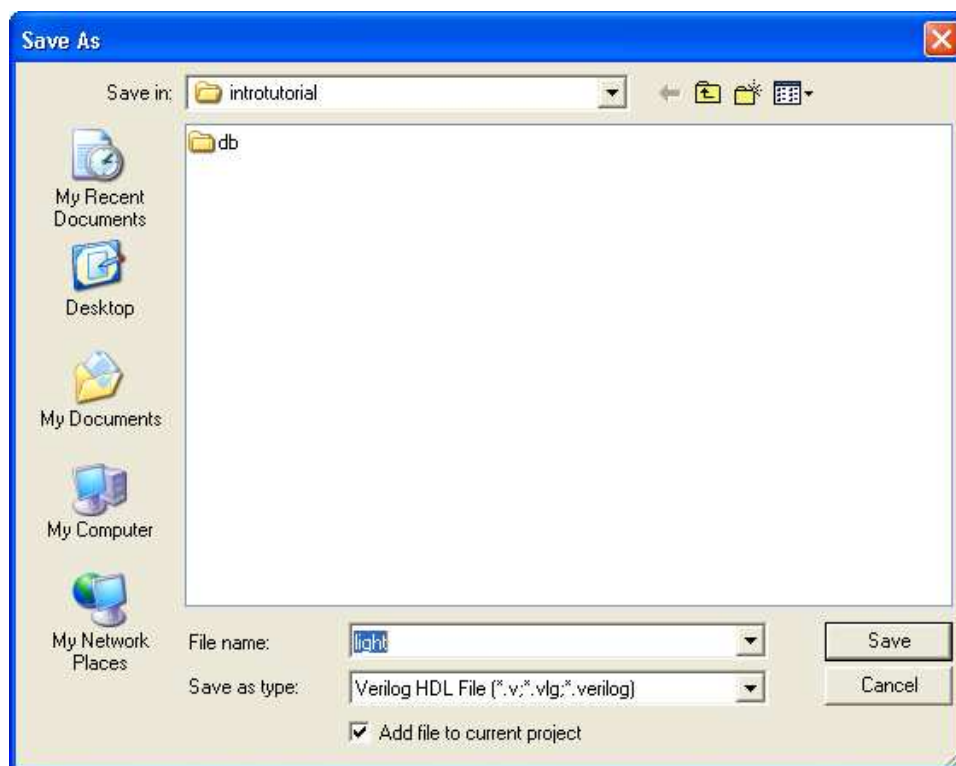 Save As
Save in:
introtutorial
db
My Recent
Documents
Desktop
My Documents
My Computer
My Network
Places
File name:
light
Save
Save as type:
Verilog HDL File (*.v;*.vlg;*.verilog)
Cancel
Add file to current project